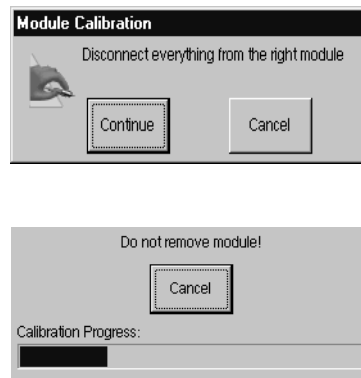 Module Calibration
Disconnect everything from the right module
Continue Cancel
Do not remove module!
Cancel
Calibration Progress: